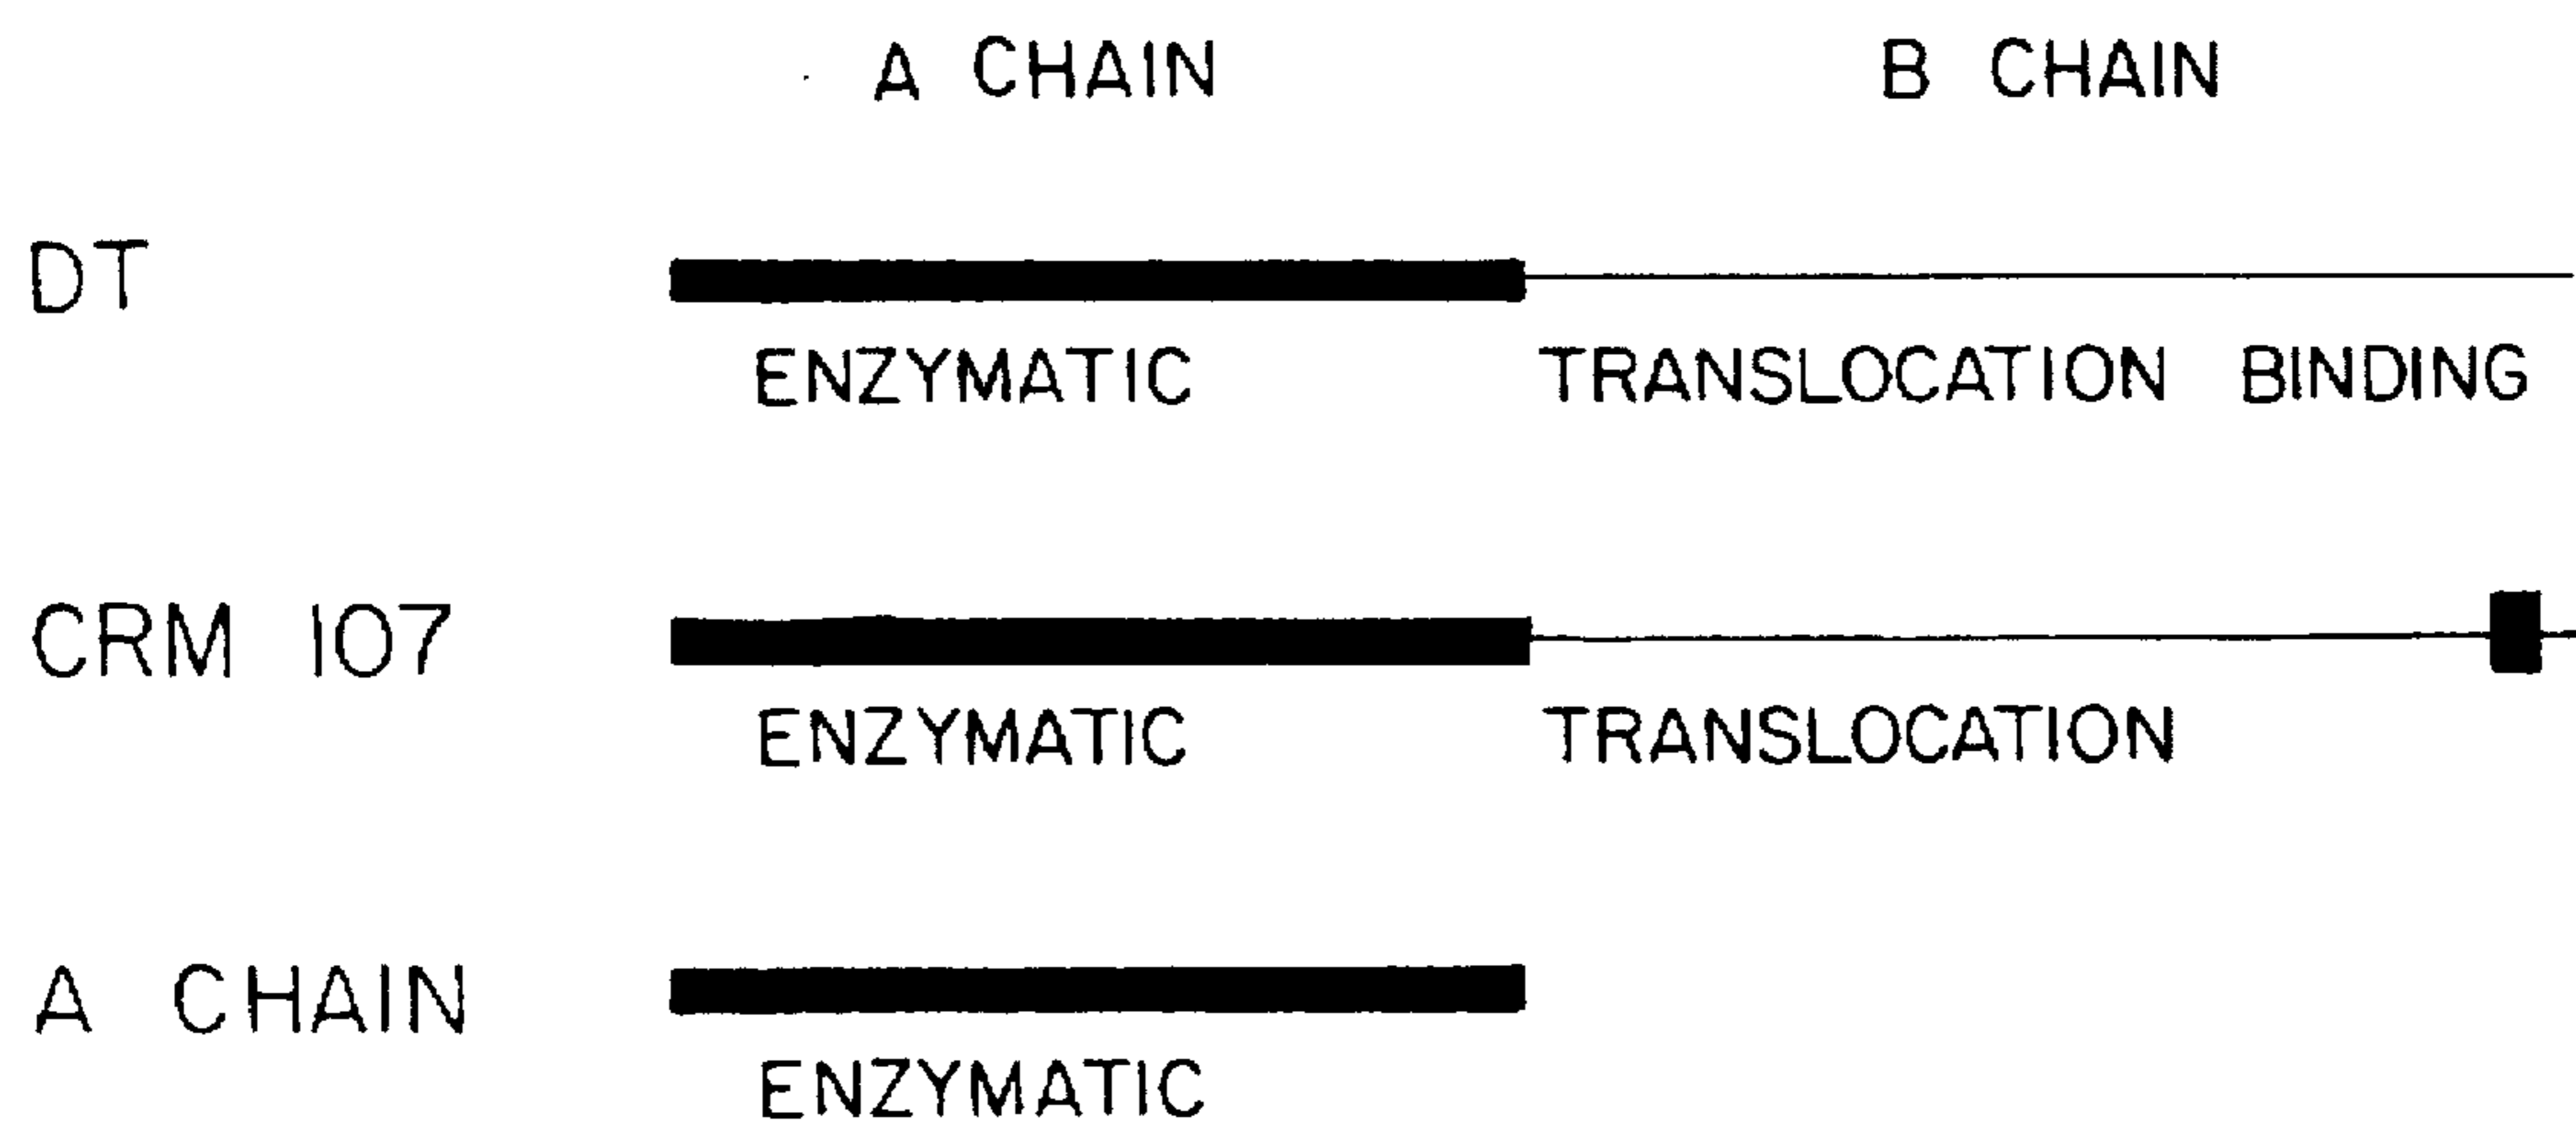 A CHAIN B CHAIN
DT
ENZYMATIC TRANSLOCATION BINDING
CRM 107
ENZYMATIC TRANSLOCATION
A CHAIN
ENZYMATIC